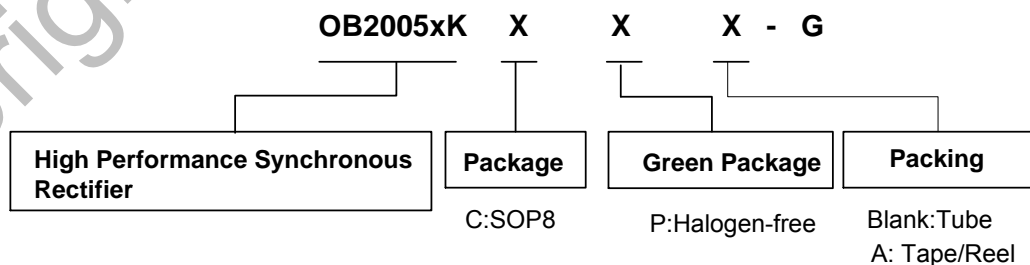 OB2005xK X X X - G
High Performance Synchronous
Rectifier
Package
Green Package
Packing
C:SOP8
P:Halogen-free
Blank:Tube
A: Tape/Reel